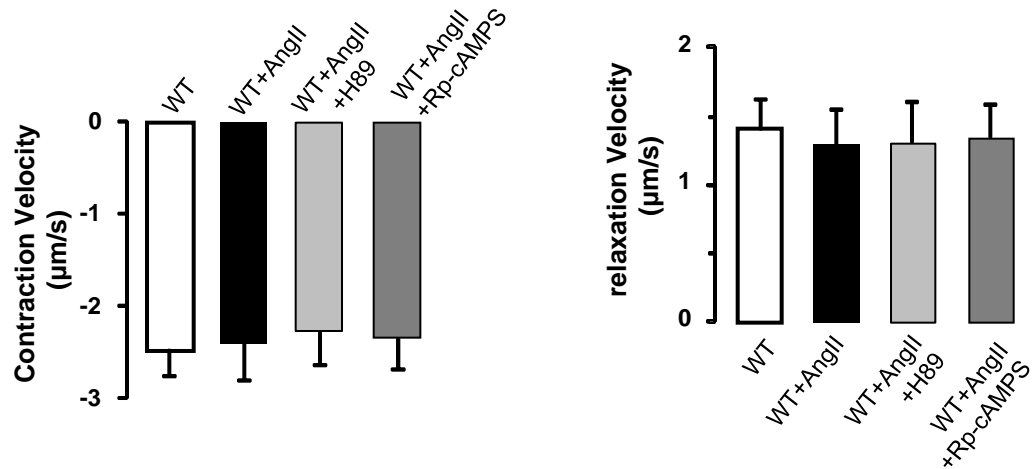 WT
WT+AngII
WT+AngII
+H89
WT+AngII
+Rp-cAMPS
Contraction Velocity
(µm/s)
0
-1
-2
-3
relaxation Velocity
(µm/s)
2
1
0
WT
WT+AngII
WT+AngII
+H89
WT+AngII
+Rp-cAMPS